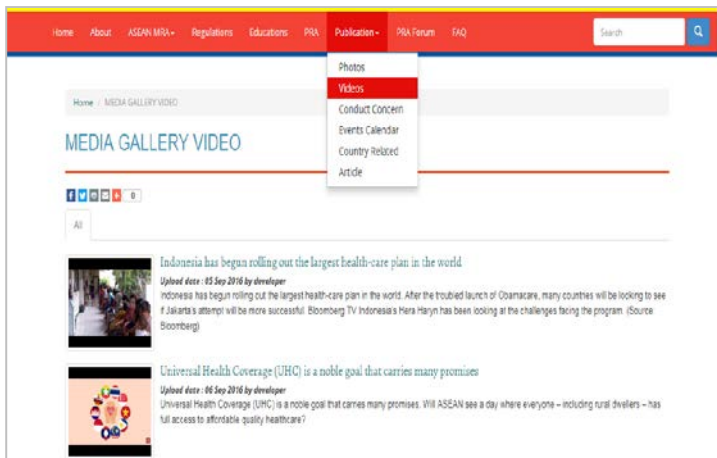 Home About ASEAN MRA Regulations Educations PRA Publication PRA Forum FAQ Search
Photos
Videos
Conduct Concern
Events Calendar
Country Related
Article
Home / MEDIA GALLERY VIDEO
MEDIA GALLERY VIDEO
0
All
Indonesia has begun rolling out the largest health-care plan in the world
Upload date : 05 Sep 2016 by developer
Indonesia has begun rolling out the largest health-care plan in the world. After the troubled launch of Obamacare, many countries will be looking to see
if Jakarta's attempt will be more successful. Bloomberg TV Indonesia's Hera Haryn has been looking at the challenges facing the program. (Source:
Bloomberg)
Universal Health Coverage (UHC) is a noble goal that carries many promises
Upload date : 06 Sep 2016 by developer
Universal Health Coverage (UHC) is a noble goal that carries many promises. Will ASEAN see a day where everyone – including rural dwellers – has
full access to affordable quality healthcare?